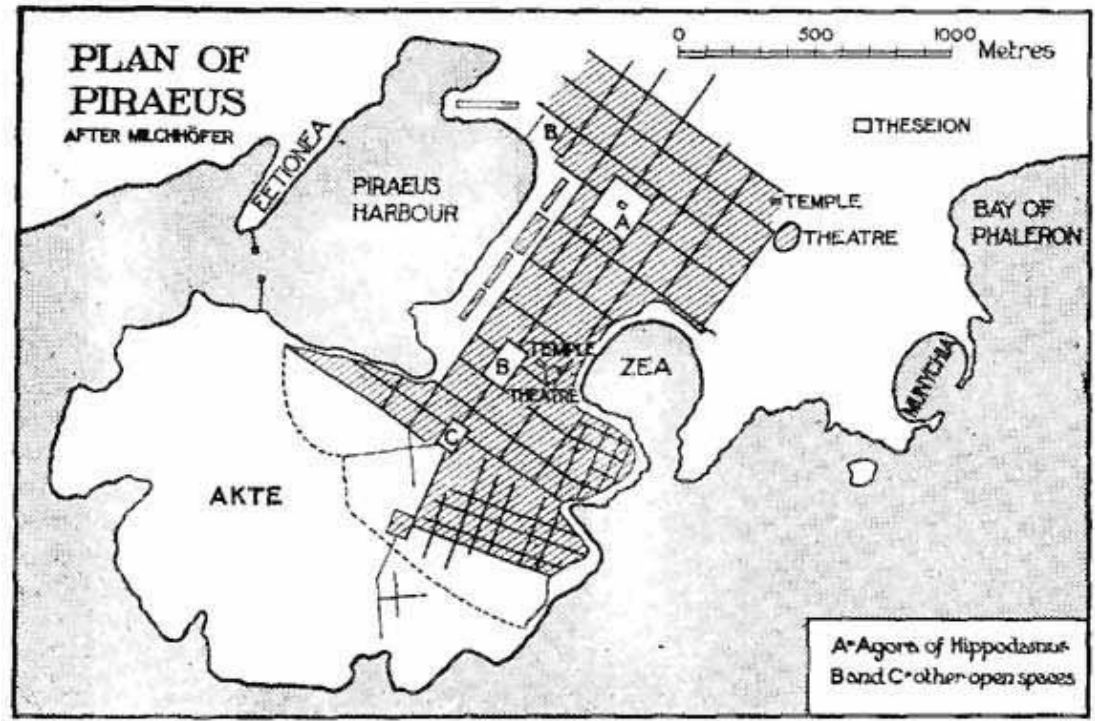 PLAN OF
PIRAEUS
AFTER MILCHHÖFER
0 500 1000 Metres
EETIONEA
PIRAEUS
HARBOUR
B
A
THESEION
TEMPLE
THEATRE
BAY OF
PHALERON
B
TEMPLE
THEATRE
ZEA
MUNYCHIA
C
AKTE
A=Agora of Hippodamus
B and C=other open spaces